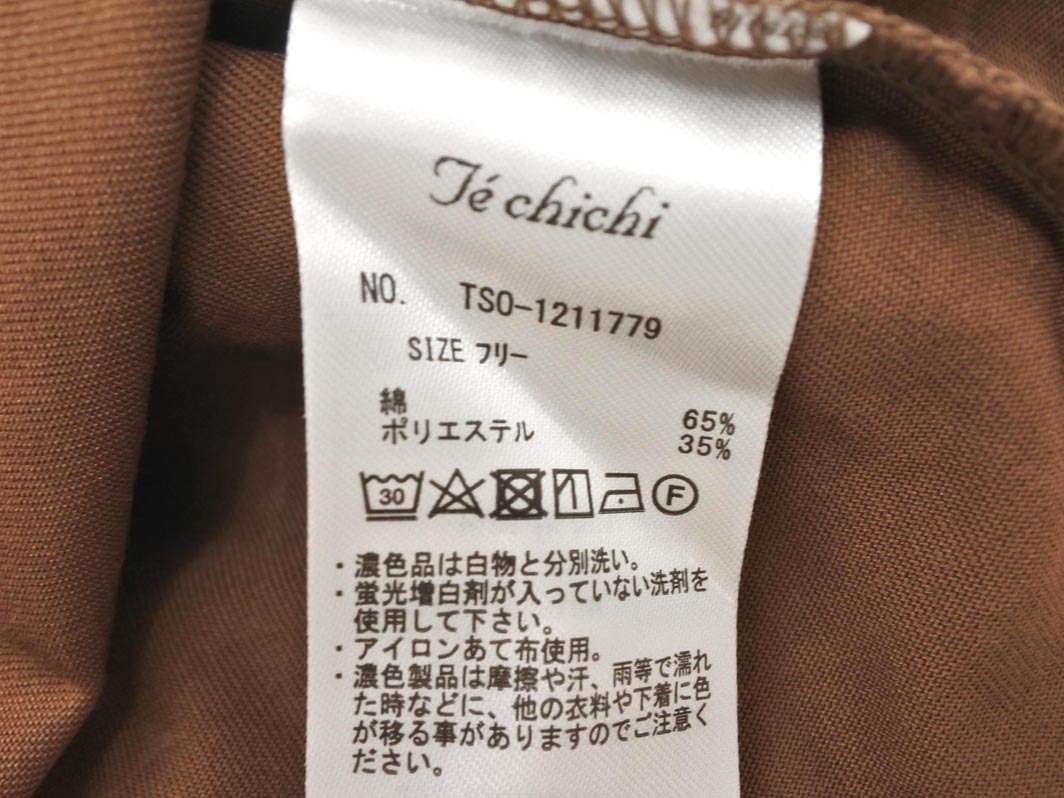 Té chichi
NO. TSO-1211779
SIZE フリー
綿 65%
ポリエステル 35%
30 F
・濃色品は白物と分別洗い。
・蛍光増白剤が入っていない洗剤を
使用して下さい。
・アイロンあて布使用。
・濃色製品は摩擦や汗、雨等で濡れ
た時などに、他の衣料や下着に色
が移る事がありますのでご注意く
ださい。